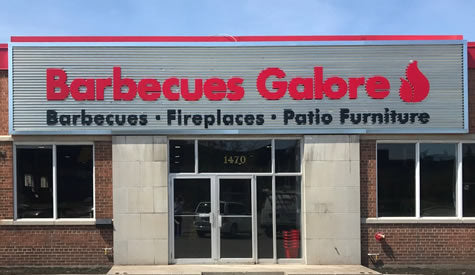 Barbecues Galore
Barbecues • Fireplaces • Patio Furniture
1470